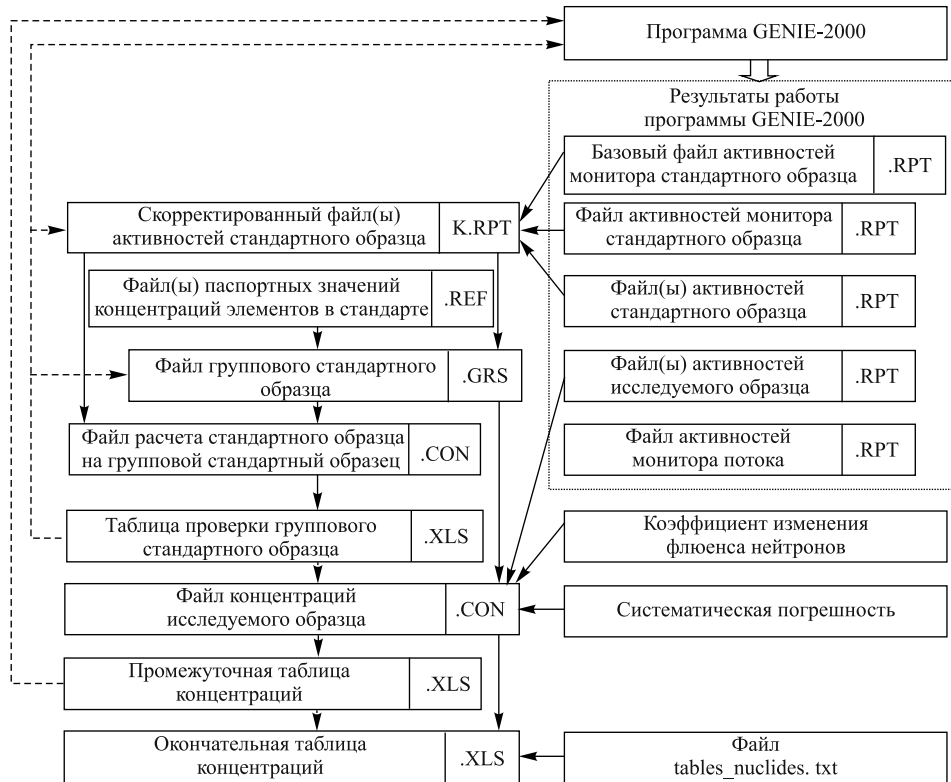 Программа GENIE-2000
Результаты работы
программы GENIE-2000
Базовый файл активностей
монитора стандартного образца
.RPT
Скорректированный файл(ы)
активностей стандартного образца
K.RPT
Файл активностей монитора
стандартного образца
.RPT
Файл(ы) паспортных значений
концентраций элементов в стандарте
.REF
Файл(ы) активностей
стандартного образца
.RPT
Файл группового стандартного
образца
.GRS
Файл(ы) активностей
исследуемого образца
.RPT
Файл расчета стандартного образца
на групповой стандартный образец
.CON
Файл активностей
монитора потока
.RPT
Таблица проверки группового
стандартного образца
.XLS
Коэффициент изменения
флюенса нейтронов
Файл концентраций
исследуемого образца
.CON
Систематическая погрешность
Промежуточная таблица
концентраций
.XLS
Окончательная таблица
концентраций
.XLS
Файл
tables_nuclides. txt